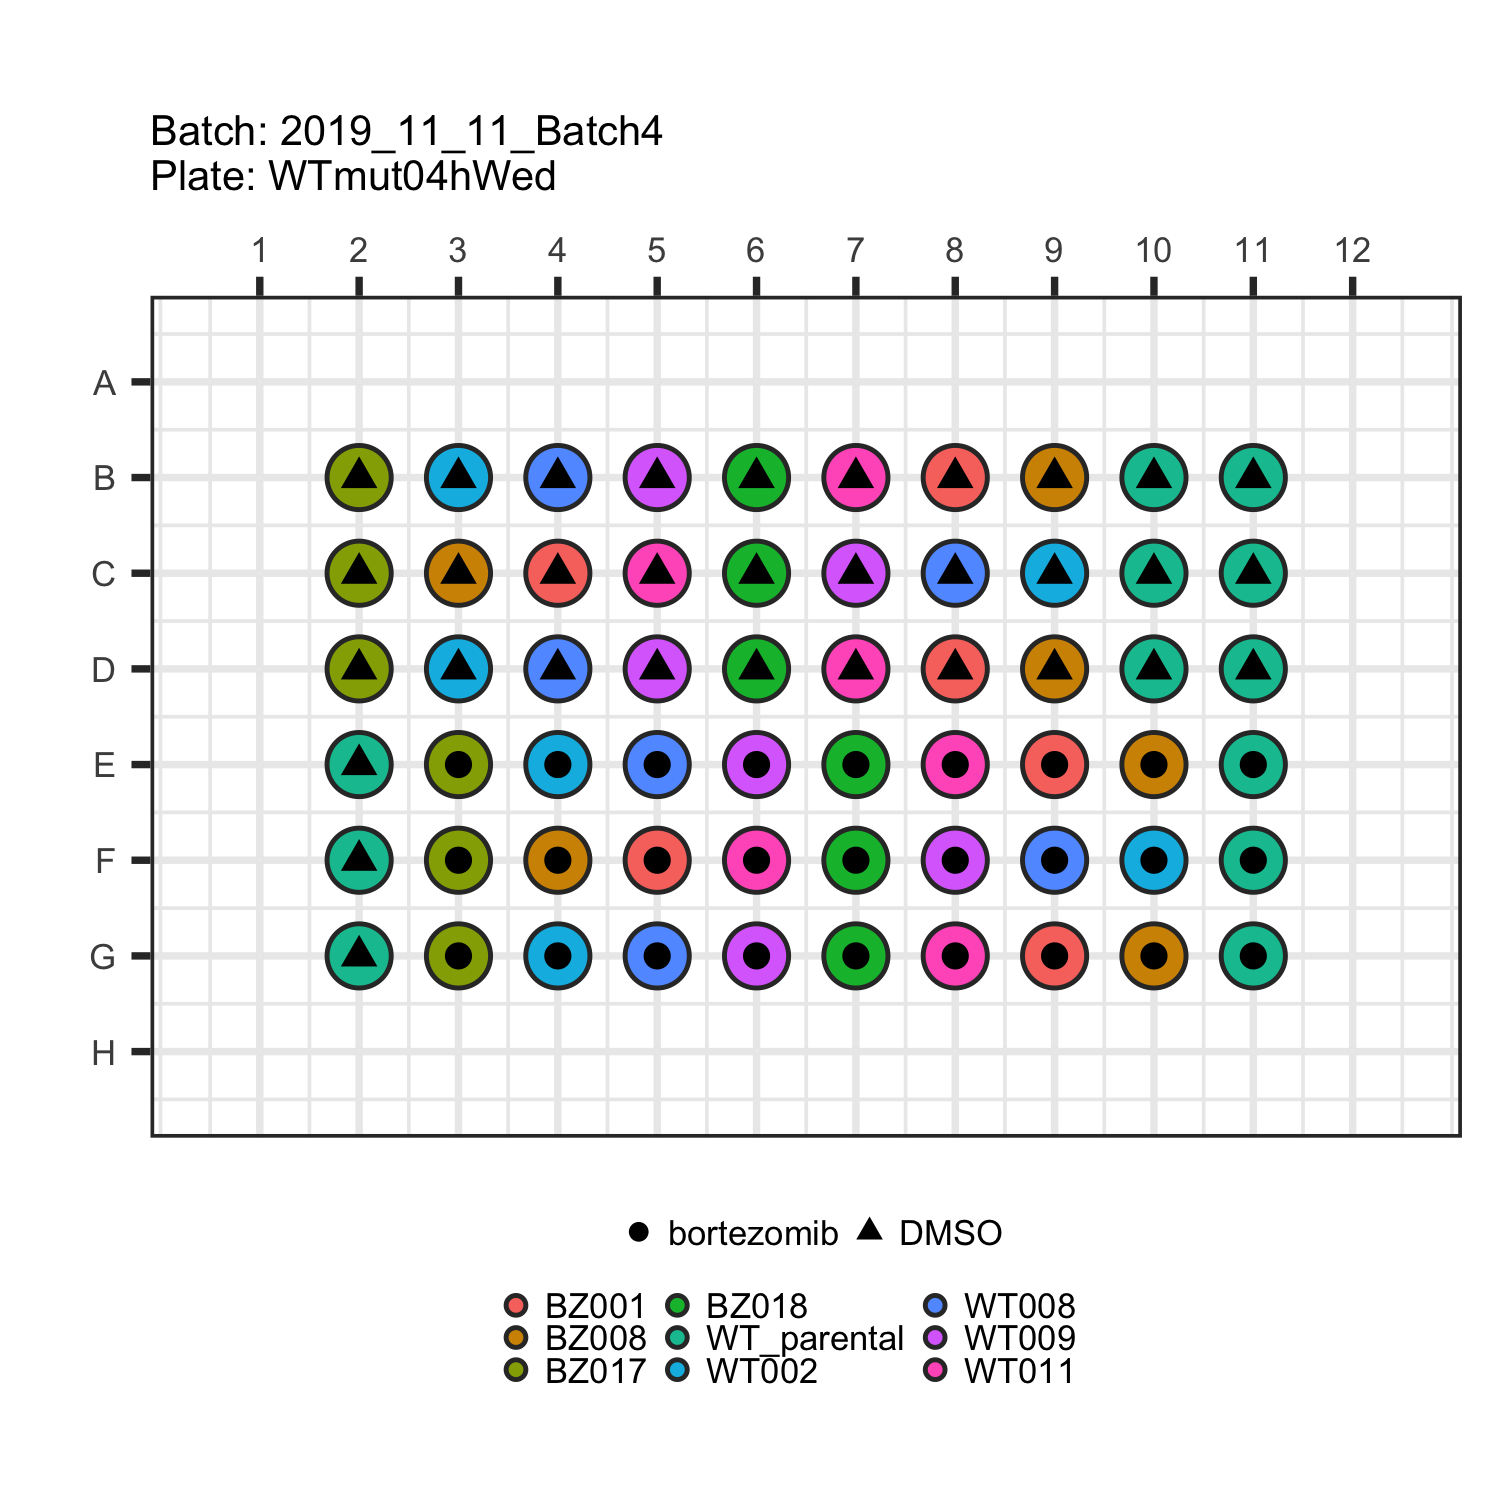 Batch: 2019_11_11_Batch4
Plate: WTmut04hWed
1 2 3 4 5 6 7 8 9 10 11 12
A
B
C
D
E
F
G
H
bortezomib DMSO
BZ001 BZ018 WT008
BZ008 WT_parental WT009
BZ017 WT002 WT011